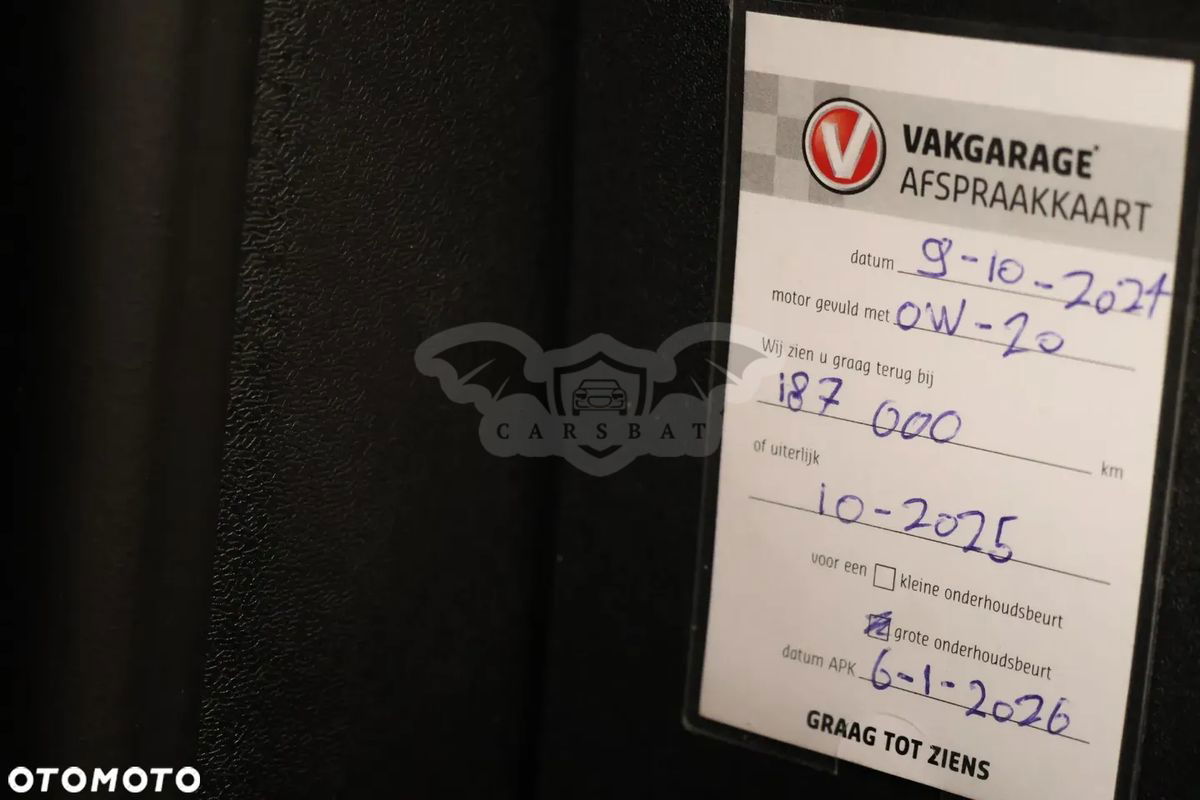 V
VAKGARAGE
AFSPRAAKKAART
datum 9-10-2024
motor gevuld met 0W-20
Wij zien u graag terug bij
187 000 km
of uiterlijk
10-2025
voor een kleine onderhoudsbeurt
grote onderhoudsbeurt
datum APK 6-1-2026
GRAAG TOT ZIENS
CARSBAT
OTOMOTO